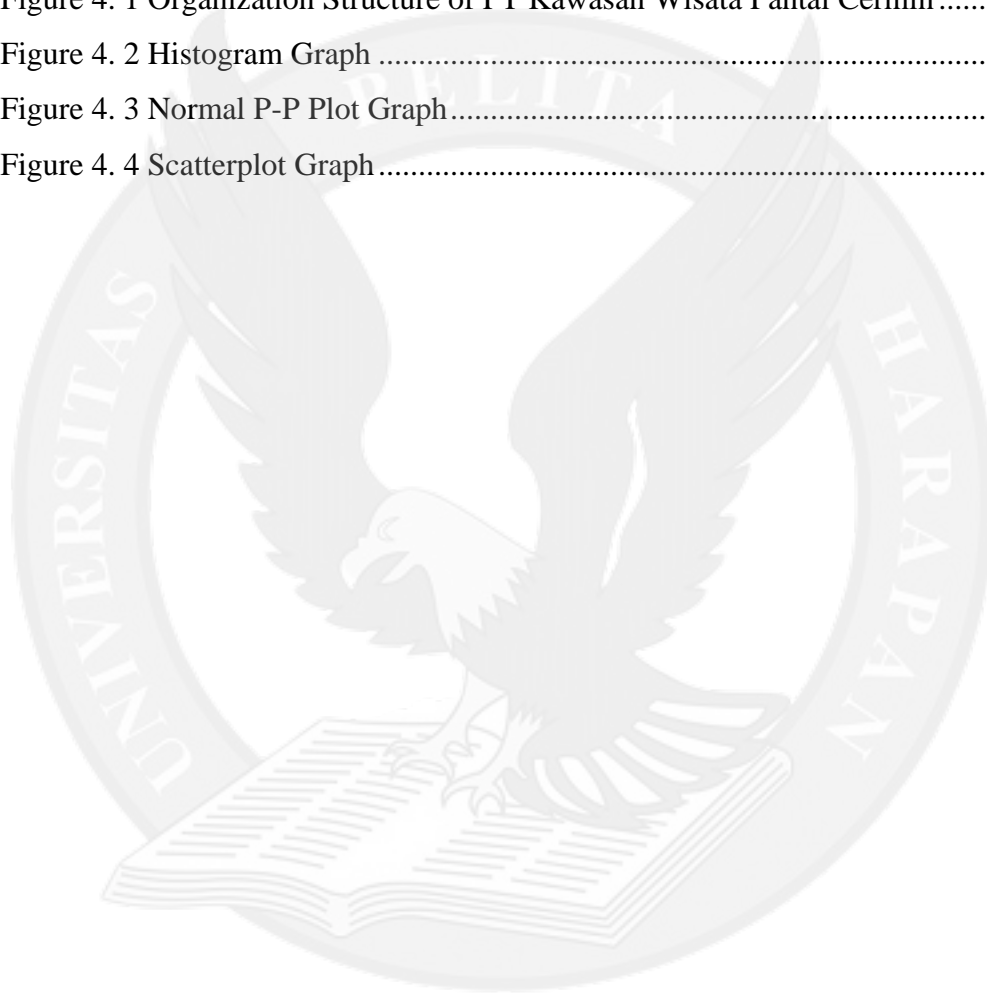 Figure 4. 1 Organization Structure of PT Kawasan Wisata Pantai Cermin ......
Figure 4. 2 Histogram Graph ............................................................................
Figure 4. 3 Normal P-P Plot Graph ...................................................................
Figure 4. 4 Scatterplot Graph ............................................................................
UNIVERSITAS PELITA HARAPAN